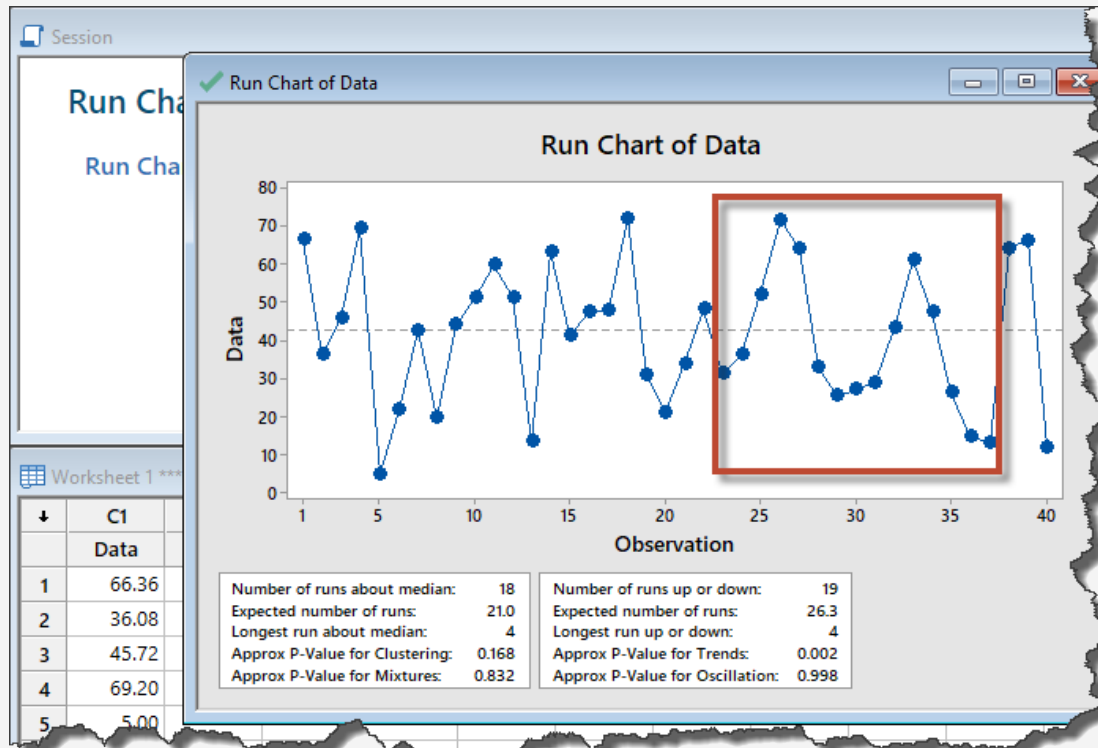 Session
Run Cha
Run Cha
Run Chart of Data
Run Chart of Data
80
70
60
50
40
30
20
10
0
Data
1 5 10 15 20 25 30 35 40
Observation
Number of runs about median: 18
Expected number of runs: 21.0
Longest run about median: 4
Approx P-Value for Clustering: 0.168
Approx P-Value for Mixtures: 0.832
Number of runs up or down: 19
Expected number of runs: 26.3
Longest run up or down: 4
Approx P-Value for Trends: 0.002
Approx P-Value for Oscillation: 0.998
Worksheet 1 ***
C1
Data
1 66.36
2 36.08
3 45.72
4 69.20
5 5.00